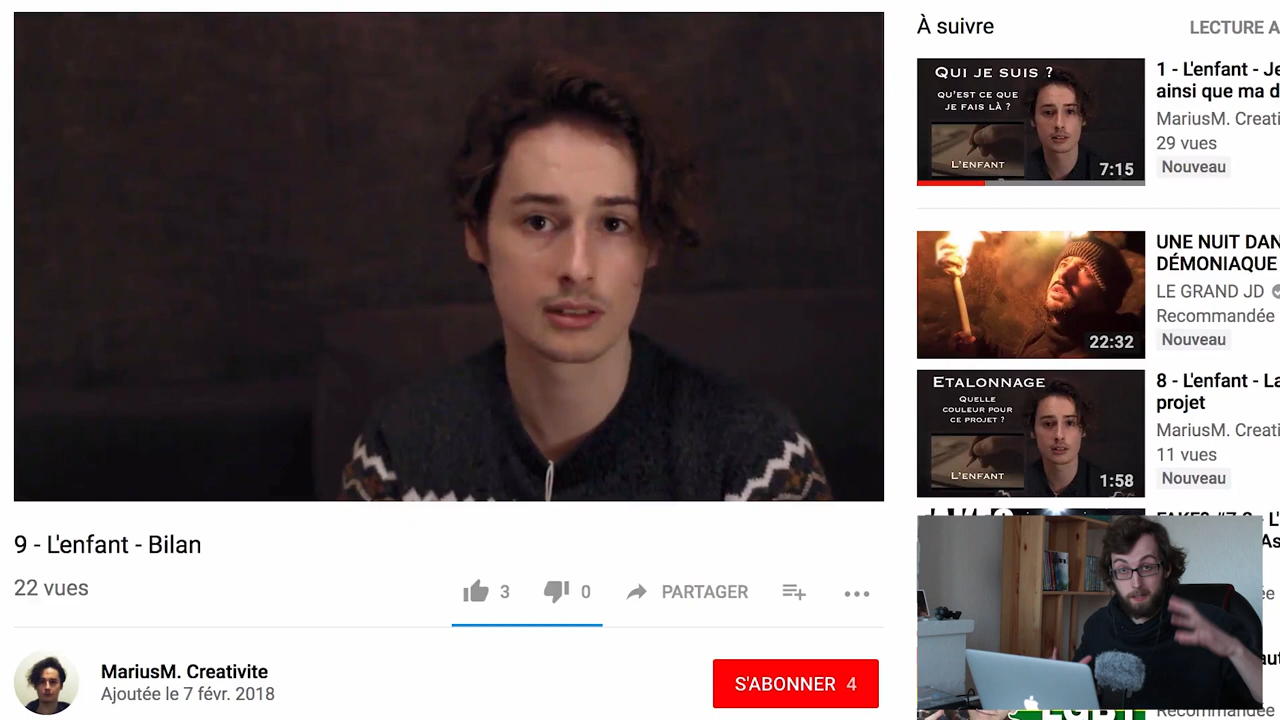 À suivre
LECTURE A
QUI JE SUIS ?
QU'EST CE QUE
JE FAIS LÀ ?
L'ENFANT
7:15
1 - L'enfant - Je
ainsi que ma d
MariusM. Creati
29 vues
Nouveau
22:32
UNE NUIT DAN
DÉMONIAQUE
LE GRAND JD
Recommandée
Nouveau
ETALONNAGE
QUELLE
COULEUR POUR
CE PROJET ?
L'ENFANT
1:58
8 - L'enfant - La
projet
MariusM. Creati
11 vues
Nouveau
9 - L'enfant - Bilan
22 vues
3
0
PARTAGER
MariusM. Creativite
Ajoutée le 7 févr. 2018
S'ABONNER 4
Recommandée